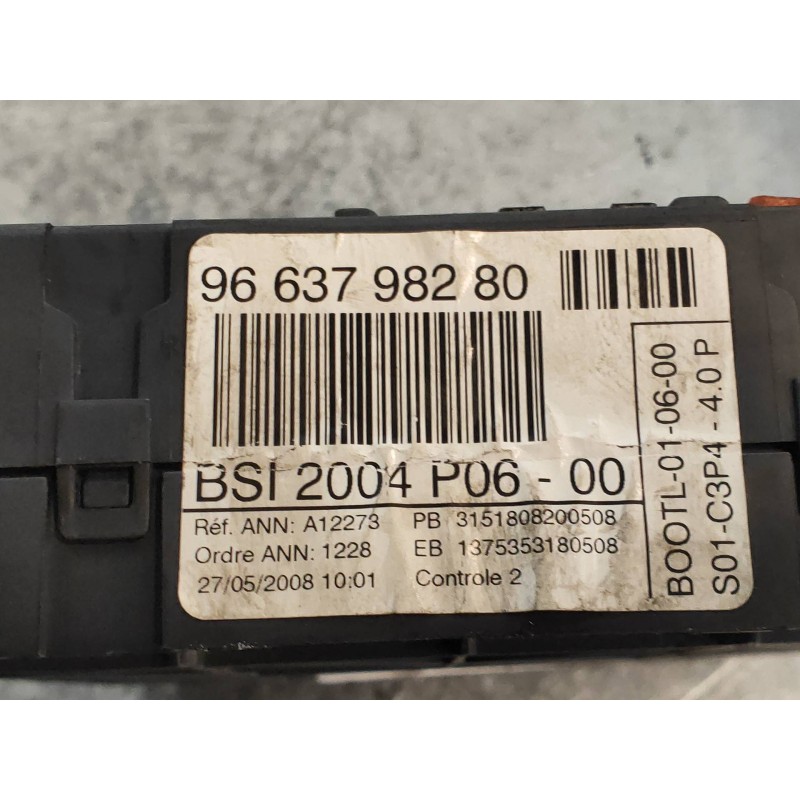 96 637 982 80
BSI 2004 P06 - 00
Réf. ANN: A12273 PB 3151808200508
Ordre ANN: 1228 EB 1375353180508
27/05/2008 10:01 Controle 2
BOOTL-01-06-00
S01-C3P4 - 4.0 P